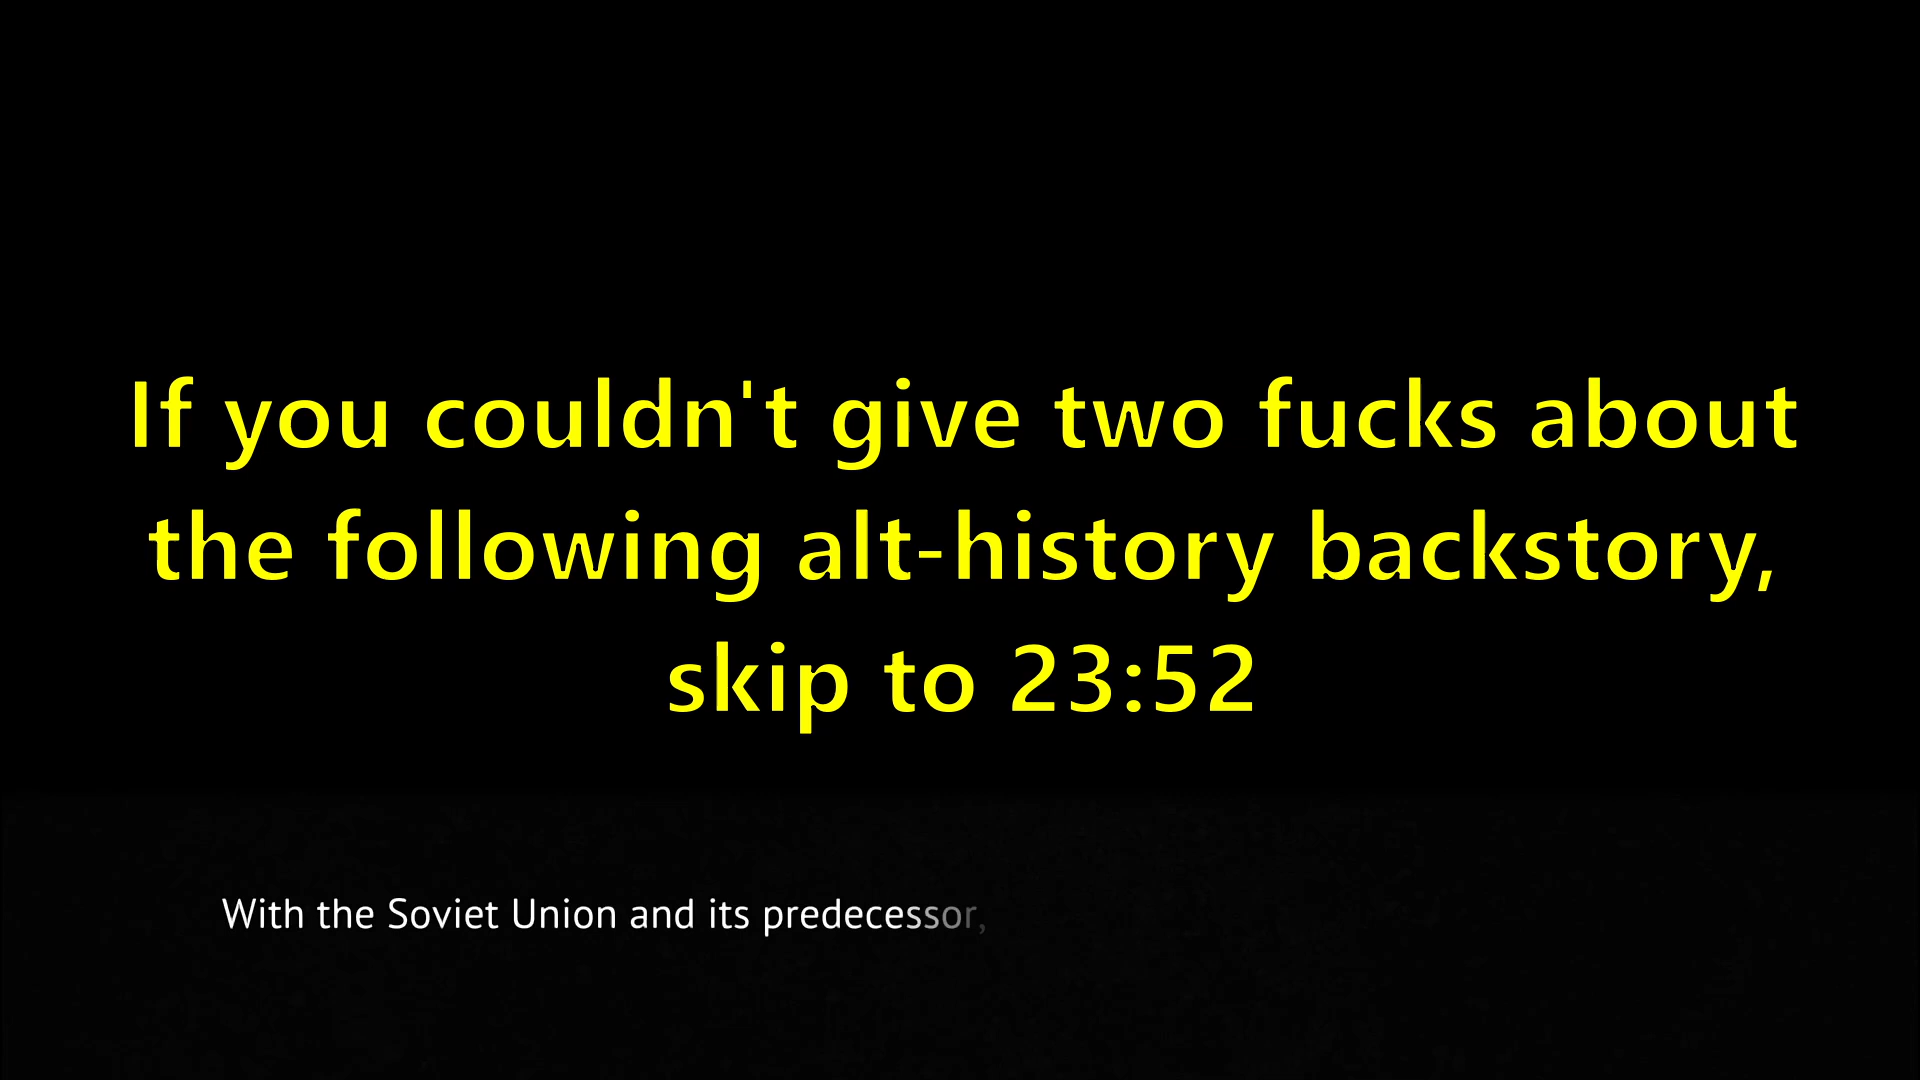 If you couldn't give two fucks about
the following alt-history backstory,
skip to 23:52
With the Soviet Union and its predecessor,